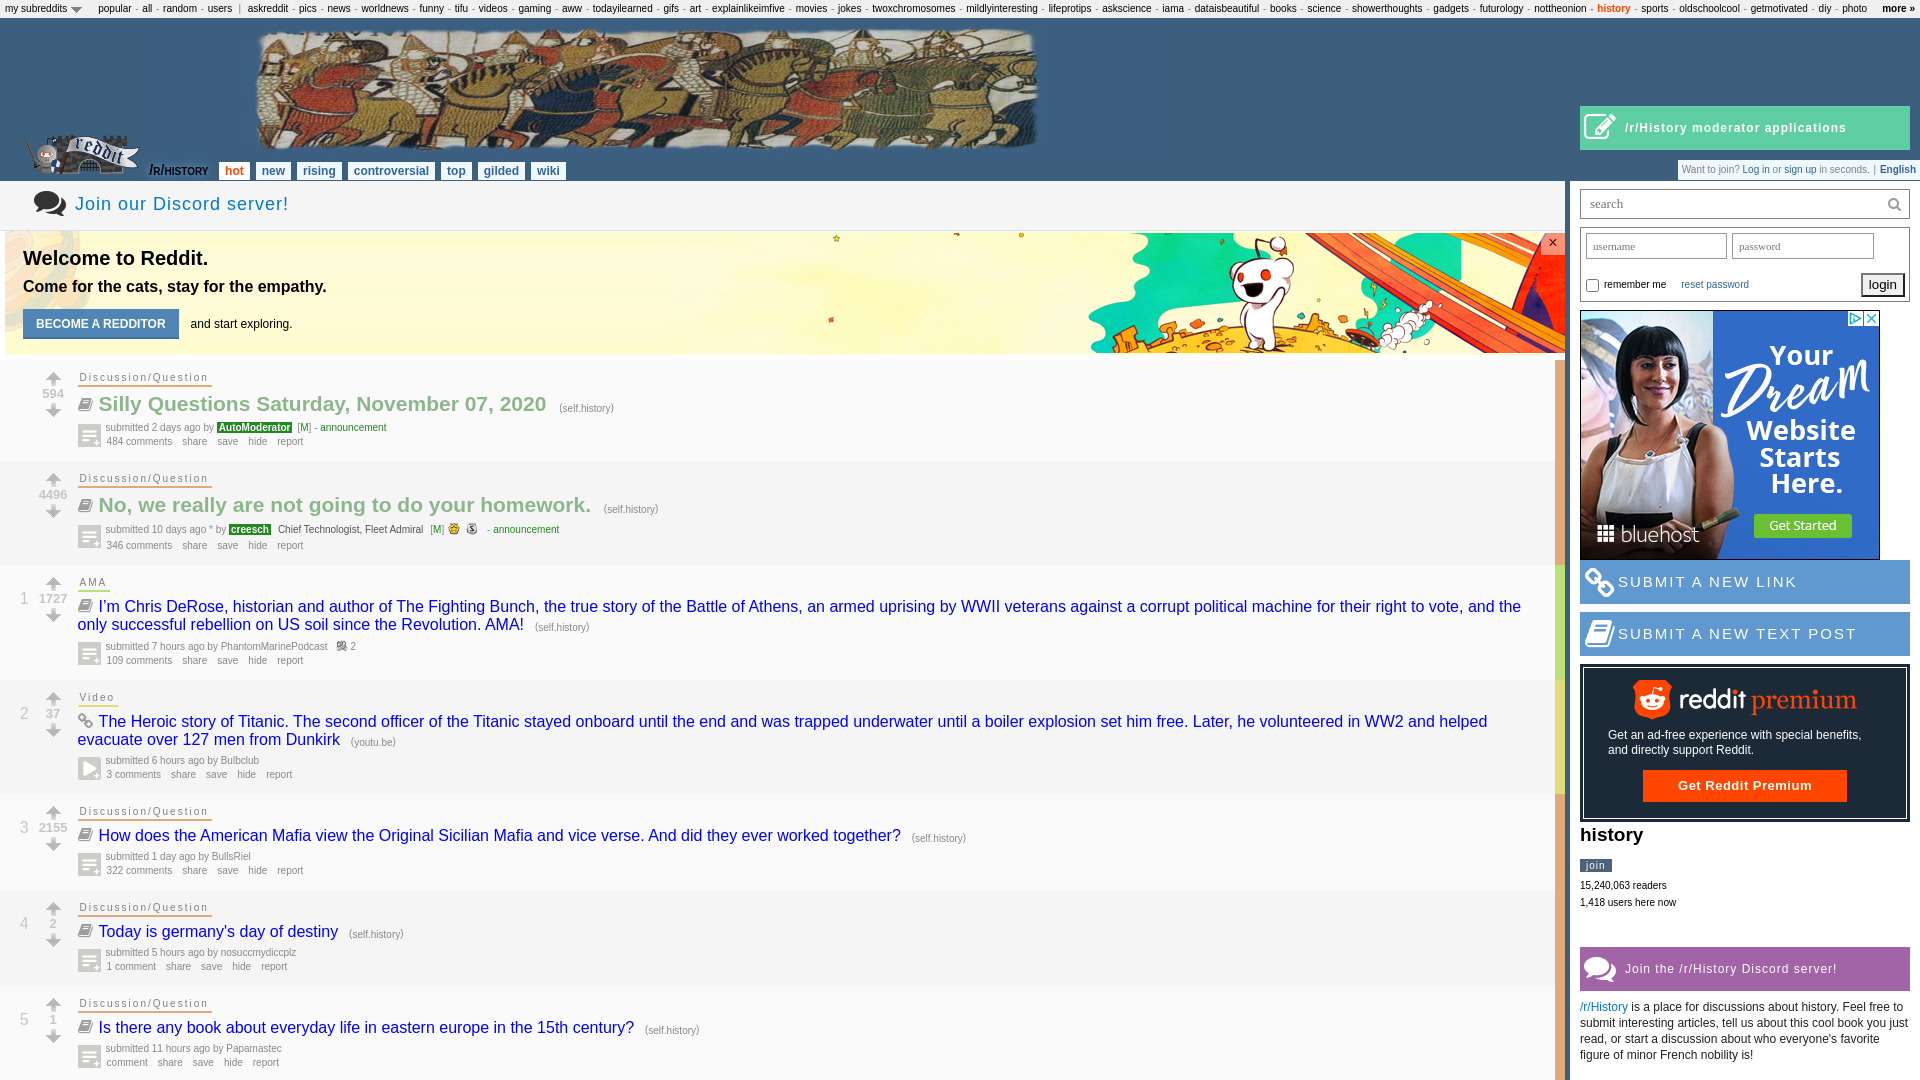 my subreddits popular - all - random - users | askreddit - pics - news - worldnews - funny - tifu - videos - gaming - aww - todayilearned - gifs - art - explainlikeimfive - movies - jokes - twoxchromosomes - mildlyinteresting - lifeprotips - askscience - iama - dataisbeautiful - books - science - showerthoughts - gadgets - futurology - nottheonion - history - sports - oldschoolcool - getmotivated - diy - photo more »
/r/History moderator applications
reddit
/R/HISTORY hot new rising controversial top gilded wiki
Want to join? Log in or sign up in seconds. | English
Join our Discord server!
Welcome to Reddit.
Come for the cats, stay for the empathy.
BECOME A REDDITOR and start exploring.
×
Discussion/Question
594
Silly Questions Saturday, November 07, 2020 (self.history)
submitted 2 days ago by AutoModerator [M] - announcement
484 comments share save hide report
Discussion/Question
4496
No, we really are not going to do your homework. (self.history)
submitted 10 days ago * by creesch Chief Technologist, Fleet Admiral [M] - announcement
346 comments share save hide report
AMA
1
1727
I’m Chris DeRose, historian and author of The Fighting Bunch, the true story of the Battle of Athens, an armed uprising by WWII veterans against a corrupt political machine for their right to vote, and the
only successful rebellion on US soil since the Revolution. AMA! (self.history)
submitted 7 hours ago by PhantomMarinePodcast 2
109 comments share save hide report
Video
2
37
The Heroic story of Titanic. The second officer of the Titanic stayed onboard until the end and was trapped underwater until a boiler explosion set him free. Later, he volunteered in WW2 and helped
evacuate over 127 men from Dunkirk (youtu.be)
submitted 6 hours ago by Bulbclub
3 comments share save hide report
Discussion/Question
3
2155
How does the American Mafia view the Original Sicilian Mafia and vice verse. And did they ever worked together? (self.history)
submitted 1 day ago by BullsRiel
322 comments share save hide report
Discussion/Question
4
2
Today is germany's day of destiny (self.history)
submitted 5 hours ago by nosuccmydiccplz
1 comment share save hide report
Discussion/Question
5
1
Is there any book about everyday life in eastern europe in the 15th century? (self.history)
submitted 11 hours ago by Papamastec
comment share save hide report
search
username password
remember me reset password login
Your
Dream
Website
Starts
Here.
Get Started
bluehost
SUBMIT A NEW LINK
SUBMIT A NEW TEXT POST
reddit premium
Get an ad-free experience with special benefits,
and directly support Reddit.
Get Reddit Premium
history
join
15,240,063 readers
1,418 users here now
Join the /r/History Discord server!
/r/History is a place for discussions about history. Feel free to
submit interesting articles, tell us about this cool book you just
read, or start a discussion about who everyone's favorite
figure of minor French nobility is!